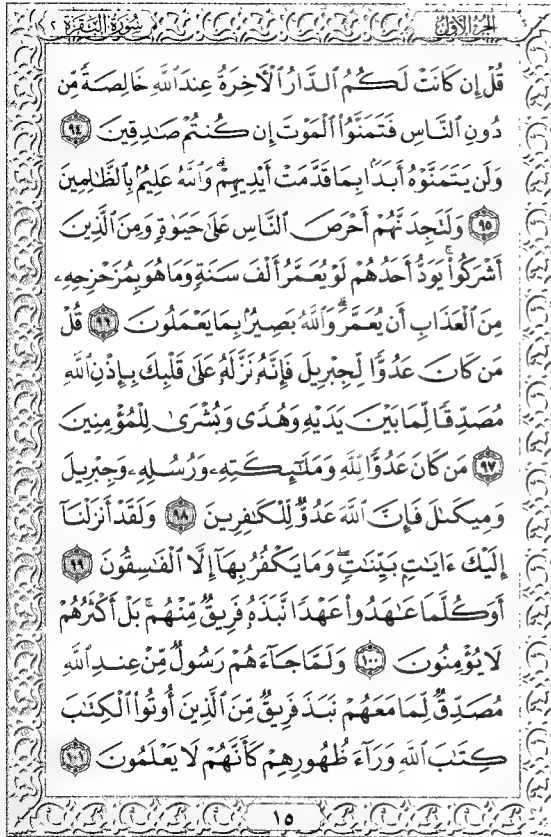 الجزء الأول سورة البقرة ٢
قُلْ إِن كَانَتْ لَكُمُ ٱلدَّارُ ٱلْأَخِرَةُ عِندَ ٱللَّهِ خَالِصَةً مِّن
دُونِ ٱلنَّاسِ فَتَمَنَّوُا۟ ٱلْمَوْتَ إِن كُنتُمْ صَٰدِقِينَ ٩٤
وَلَن يَتَمَنَّوْهُ أَبَدًۢا بِمَا قَدَّمَتْ أَيْدِيهِمْ ۗ وَٱللَّهُ عَلِيمٌۢ بِٱلظَّٰلِمِينَ
٩٥ وَلَتَجِدَنَّهُمْ أَحْرَصَ ٱلنَّاسِ عَلَىٰ حَيَوٰةٍ وَمِنَ ٱلَّذِينَ
أَشْرَكُوا۟ ۚ يَوَدُّ أَحَدُهُمْ لَوْ يُعَمَّرُ أَلْفَ سَنَةٍ وَمَا هُوَ بِمُزَحْزِحِهِۦ
مِنَ ٱلْعَذَابِ أَن يُعَمَّرَ ۗ وَٱللَّهُ بَصِيرٌۢ بِمَا يَعْمَلُونَ ٩٦ قُلْ
مَن كَانَ عَدُوًّا لِّجِبْرِيلَ فَإِنَّهُۥ نَزَّلَهُۥ عَلَىٰ قَلْبِكَ بِإِذْنِ ٱللَّهِ
مُصَدِّقًا لِّمَا بَيْنَ يَدَيْهِ وَهُدًى وَبُشْرَىٰ لِلْمُؤْمِنِينَ
٩٧ مَن كَانَ عَدُوًّا لِّلَّهِ وَمَلَٰٓئِكَتِهِۦ وَرُسُلِهِۦ وَجِبْرِيلَ
وَمِيكَىٰلَ فَإِنَّ ٱللَّهَ عَدُوٌّ لِّلْكَٰفِرِينَ ٩٨ وَلَقَدْ أَنزَلْنَآ
إِلَيْكَ ءَايَٰتٍۭ بَيِّنَٰتٍ ۖ وَمَا يَكْفُرُ بِهَآ إِلَّا ٱلْفَٰسِقُونَ ٩٩
أَوَكُلَّمَا عَٰهَدُوا۟ عَهْدًا نَّبَذَهُۥ فَرِيقٌ مِّنْهُم ۚ بَلْ أَكْثَرُهُمْ
لَا يُؤْمِنُونَ ١٠٠ وَلَمَّا جَآءَهُمْ رَسُولٌ مِّنْ عِندِ ٱللَّهِ
مُصَدِّقٌ لِّمَا مَعَهُمْ نَبَذَ فَرِيقٌ مِّنَ ٱلَّذِينَ أُوتُوا۟ ٱلْكِتَٰبَ
كِتَٰبَ ٱللَّهِ وَرَآءَ ظُهُورِهِمْ كَأَنَّهُمْ لَا يَعْلَمُونَ ١٠١
١٥